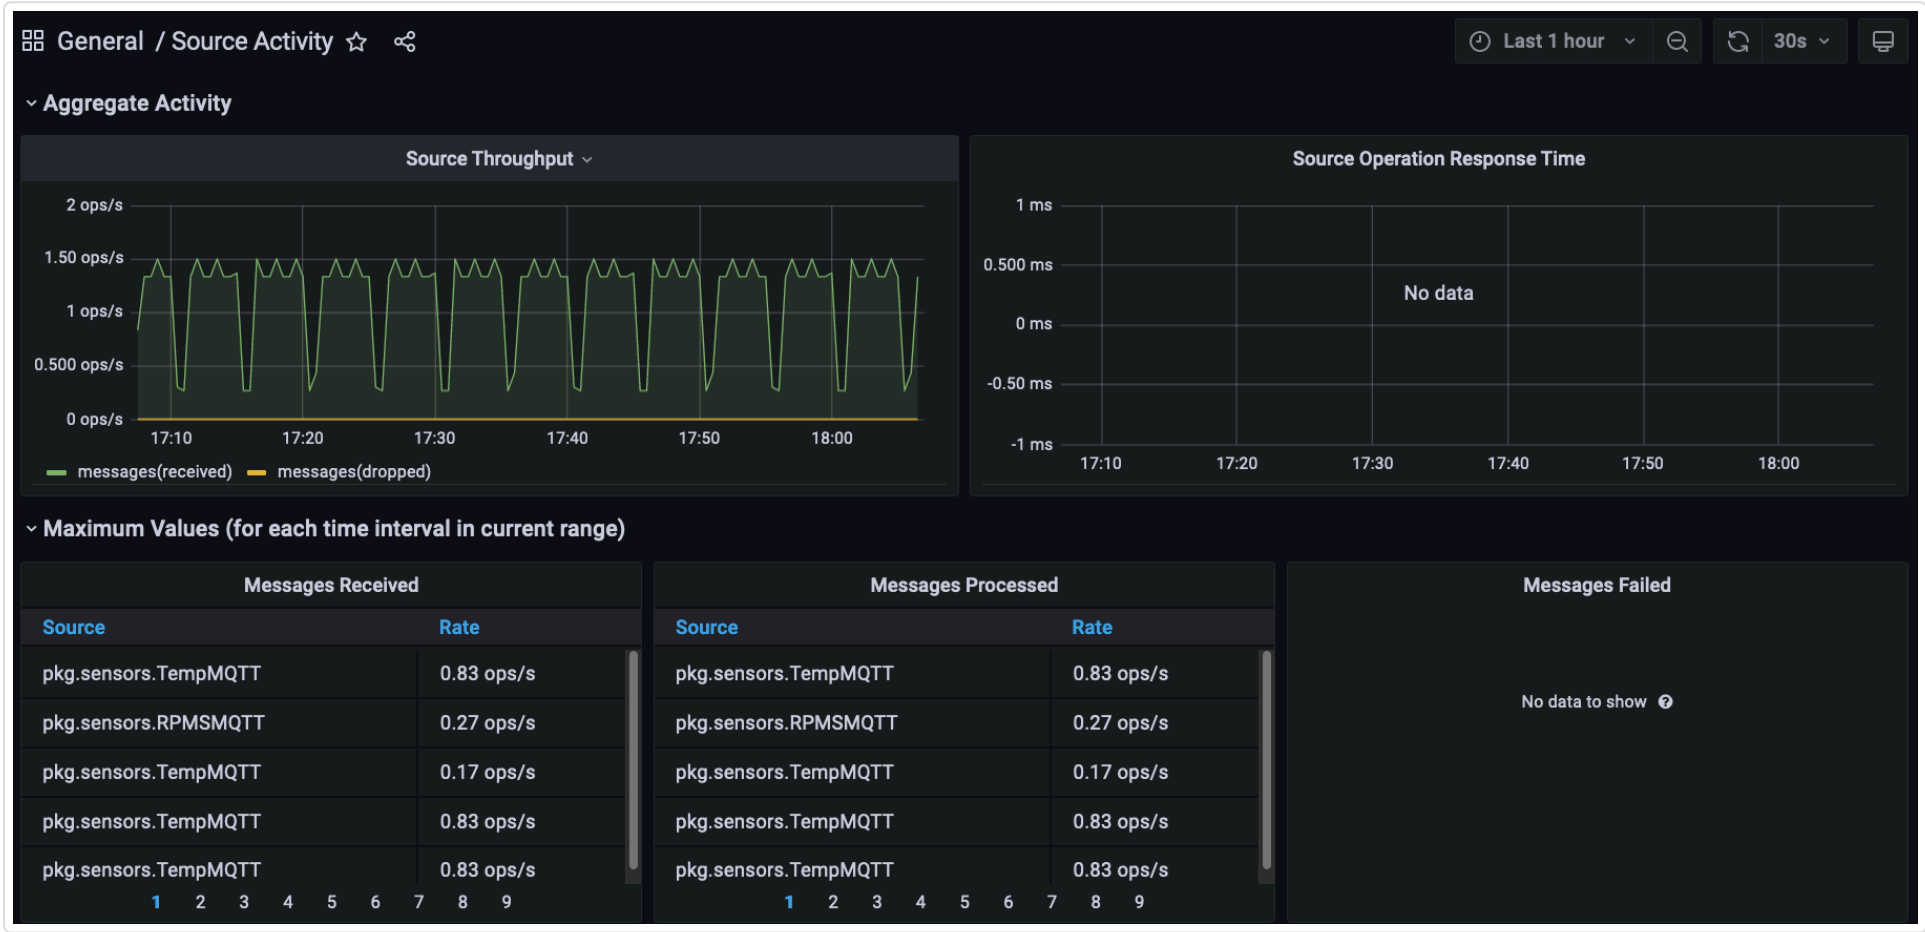 General / Source Activity
Last 1 hour
30s
Aggregate Activity
Source Throughput
2 ops/s
1.50 ops/s
1 ops/s
0.500 ops/s
0 ops/s
17:10 17:20 17:30 17:40 17:50 18:00
messages(received) messages(dropped)
Source Operation Response Time
1 ms
0.500 ms
0 ms
-0.50 ms
-1 ms
No data
17:10 17:20 17:30 17:40 17:50 18:00
Maximum Values (for each time interval in current range)
Messages Received
Source Rate
pkg.sensors.TempMQTT 0.83 ops/s
pkg.sensors.RPMSMQTT 0.27 ops/s
pkg.sensors.TempMQTT 0.17 ops/s
pkg.sensors.TempMQTT 0.83 ops/s
pkg.sensors.TempMQTT 0.83 ops/s
1 2 3 4 5 6 7 8 9
Messages Processed
Source Rate
pkg.sensors.TempMQTT 0.83 ops/s
pkg.sensors.RPMSMQTT 0.27 ops/s
pkg.sensors.TempMQTT 0.17 ops/s
pkg.sensors.TempMQTT 0.83 ops/s
pkg.sensors.TempMQTT 0.83 ops/s
1 2 3 4 5 6 7 8 9
Messages Failed
No data to show ?